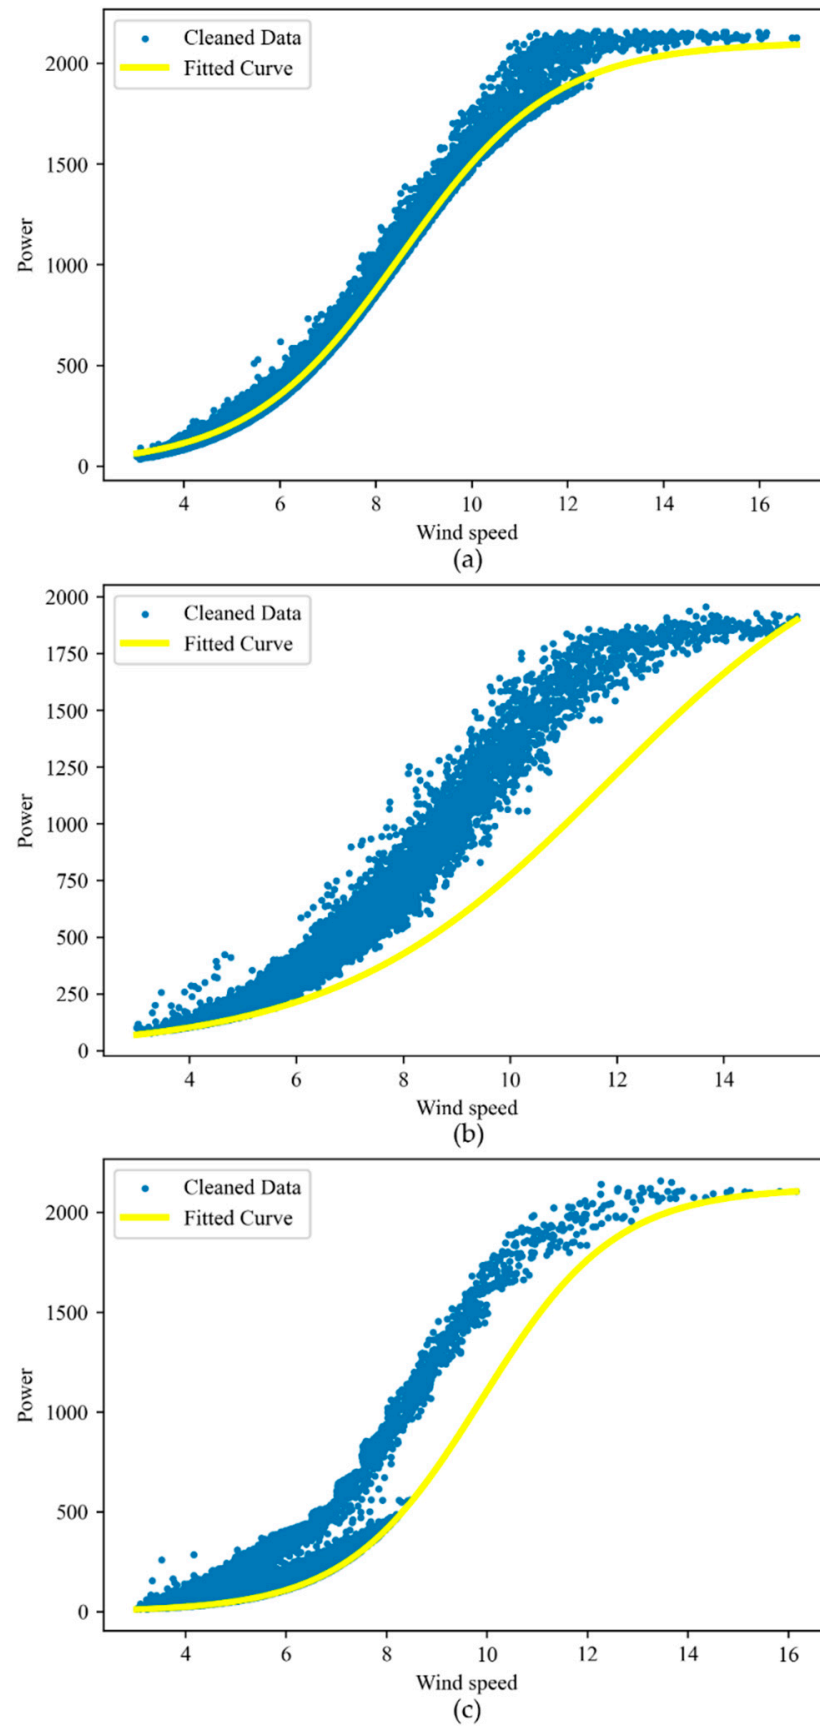 Cleaned Data
Fitted Curve
2000
1500
1000
500
0
Power
4 6 8 10 12 14 16
Wind speed
(a)
2000
Cleaned Data
Fitted Curve
1750
1500
1250
1000
750
500
250
0
Power
4 6 8 10 12 14
Wind speed
(b)
Cleaned Data
Fitted Curve
2000
1500
1000
500
0
Power
4 6 8 10 12 14 16
Wind speed
(c)